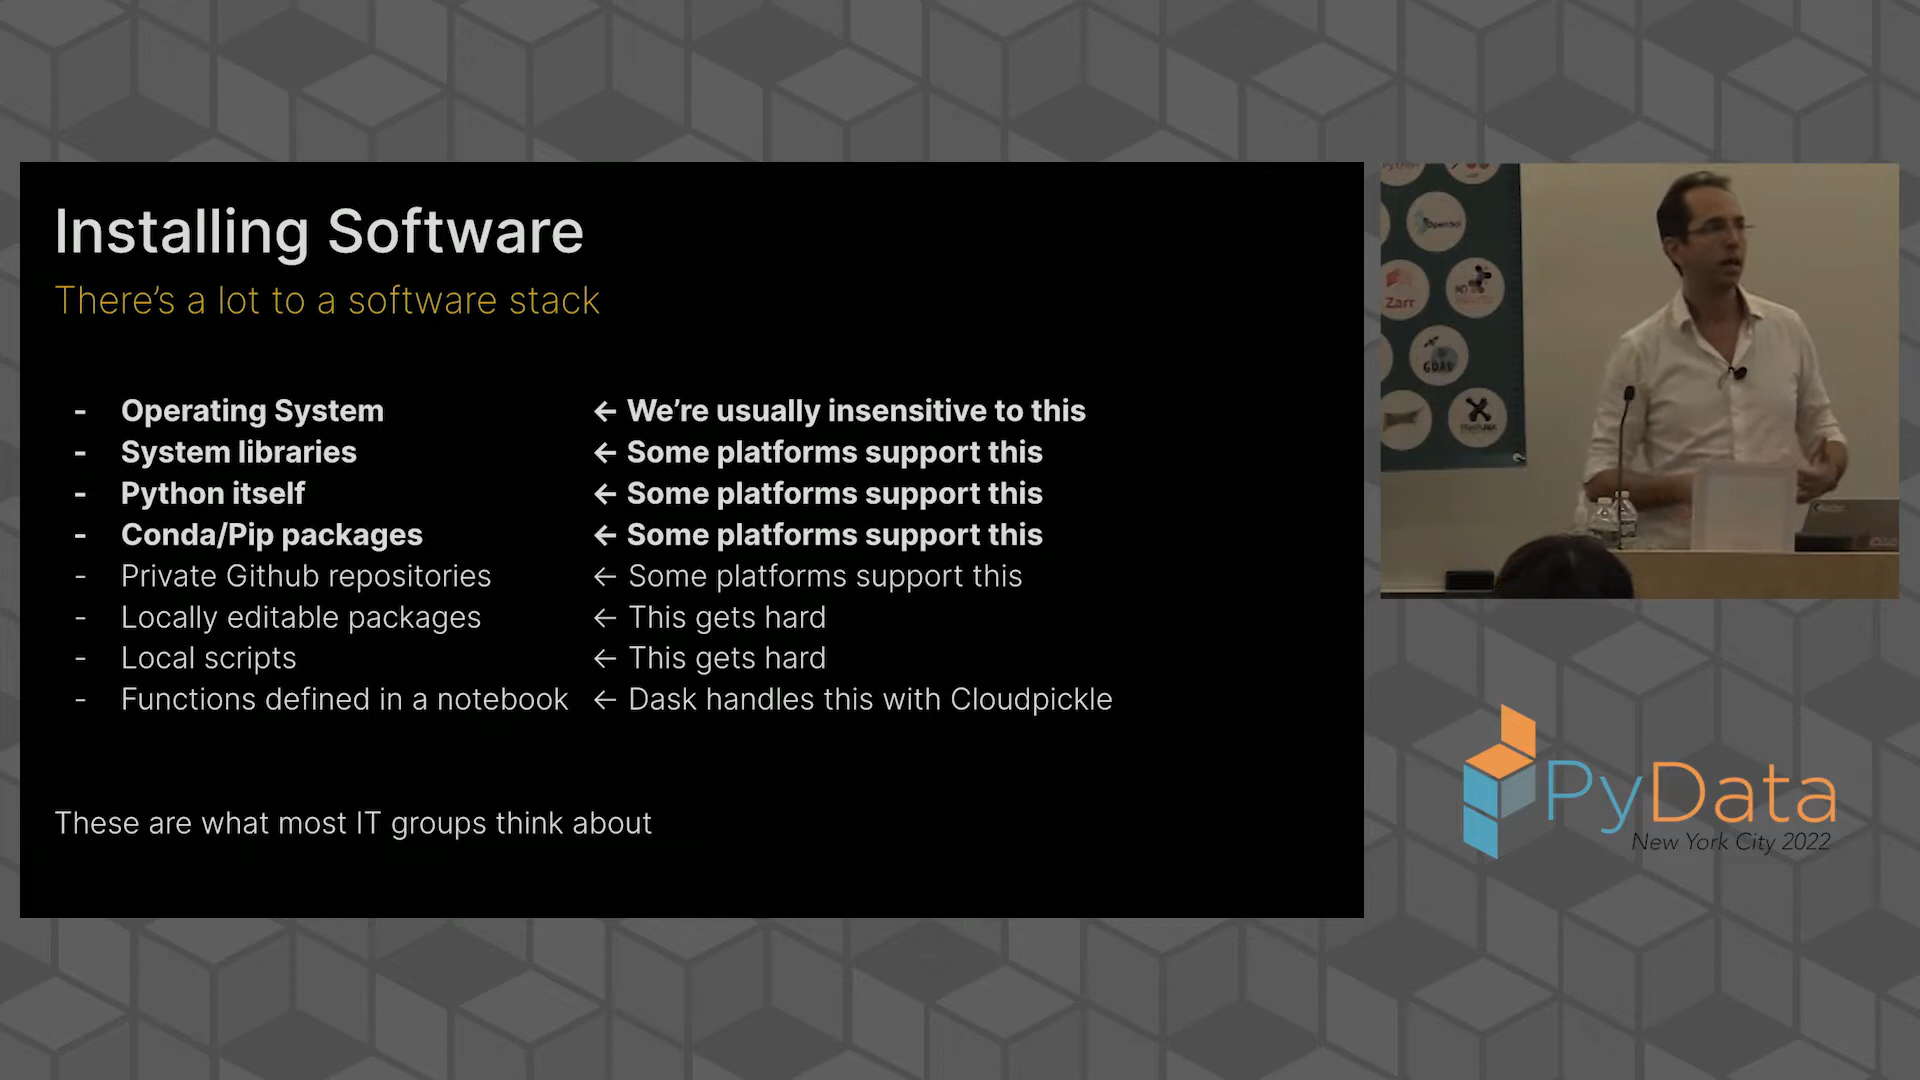 Installing Software
There's a lot to a software stack
- Operating System ← We're usually insensitive to this
- System libraries ← Some platforms support this
- Python itself ← Some platforms support this
- Conda/Pip packages ← Some platforms support this
- Private Github repositories ← Some platforms support this
- Locally editable packages ← This gets hard
- Local scripts ← This gets hard
- Functions defined in a notebook ← Dask handles this with Cloudpickle
These are what most IT groups think about
OpenSci
Zarr
GDAL
PyData
New York City 2022